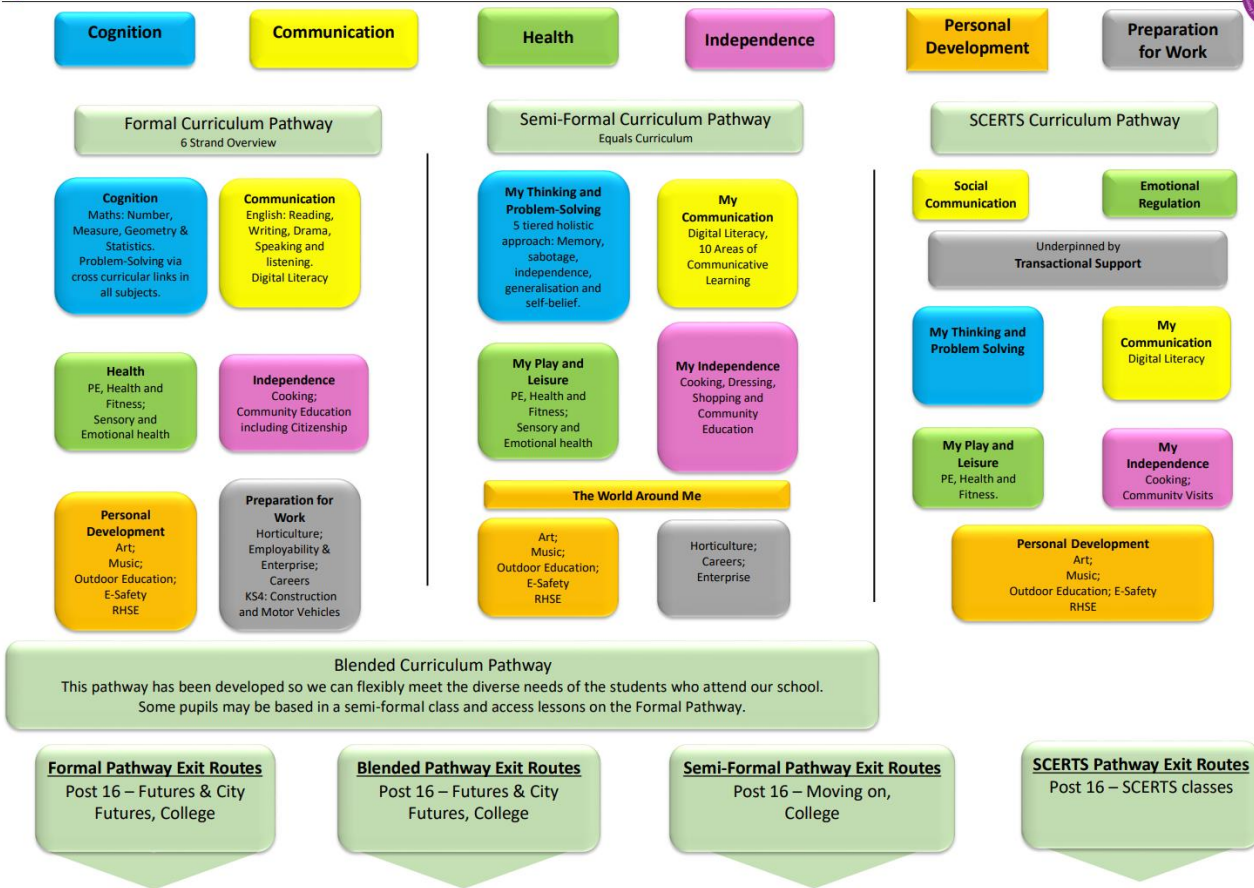 Cognition
Communication
Health
Independence
Personal
Development
Preparation
for Work
Formal Curriculum Pathway
6 Strand Overview
Cognition
Maths: Number,
Measure, Geometry &
Statistics.
Problem-Solving via
cross curricular links in
all subjects.
Communication
English: Reading,
Writing, Drama,
Speaking and
listening.
Digital Literacy
Health
PE, Health and
Fitness;
Sensory and
Emotional health
Independence
Cooking;
Community Education
including Citizenship
Personal
Development
Art;
Music;
Outdoor Education;
E-Safety
RHSE
Preparation for
Work
Horticulture;
Employability &
Enterprise;
Careers
KS4: Construction
and Motor Vehicles
Semi-Formal Curriculum Pathway
Equals Curriculum
My Thinking and
Problem-Solving
5 tiered holistic
approach: Memory,
sabotage,
independence,
generalisation and
self-belief.
My
Communication
Digital Literacy,
10 Areas of
Communicative
Learning
My Play and
Leisure
PE, Health and
Fitness;
Sensory and
Emotional health
My Independence
Cooking, Dressing,
Shopping and
Community
Education
The World Around Me
Art;
Music;
Outdoor Education;
E-Safety
RHSE
Horticulture;
Careers;
Enterprise
SCERTS Curriculum Pathway
Social
Communication
Emotional
Regulation
Underpinned by
Transactional Support
My Thinking and
Problem Solving
My
Communication
Digital Literacy
My Play and
Leisure
PE, Health and
Fitness.
My
Independence
Cooking;
Community Visits
Personal Development
Art;
Music;
Outdoor Education; E-Safety
RHSE
Blended Curriculum Pathway
This pathway has been developed so we can flexibly meet the diverse needs of the students who attend our school.
Some pupils may be based in a semi-formal class and access lessons on the Formal Pathway.
Formal Pathway Exit Routes
Post 16 – Futures & City
Futures, College
Blended Pathway Exit Routes
Post 16 – Futures & City
Futures, College
Semi-Formal Pathway Exit Routes
Post 16 – Moving on,
College
SCERTS Pathway Exit Routes
Post 16 – SCERTS classes